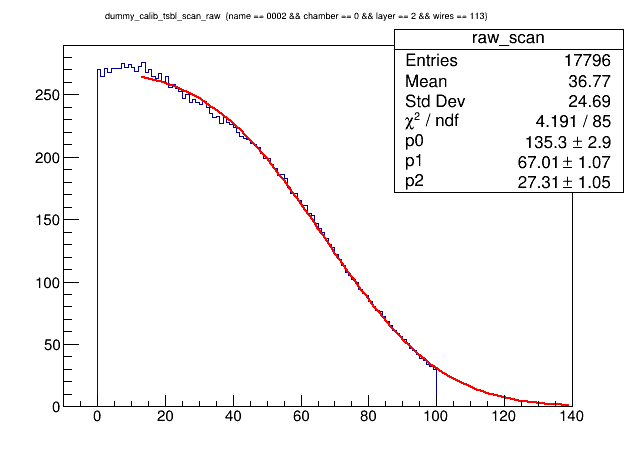 dummy_calib_tsbl_scan_raw (name == 0002 && chamber == 0 && layer == 2 && wires == 113)
raw_scan
Entries 17796
Mean 36.77
Std Dev 24.69
χ² / ndf 4.191 / 85
p0 135.3 ± 2.9
p1 67.01 ± 1.07
p2 27.31 ± 1.05
250
200
150
100
50
0
0 20 40 60 80 100 120 140